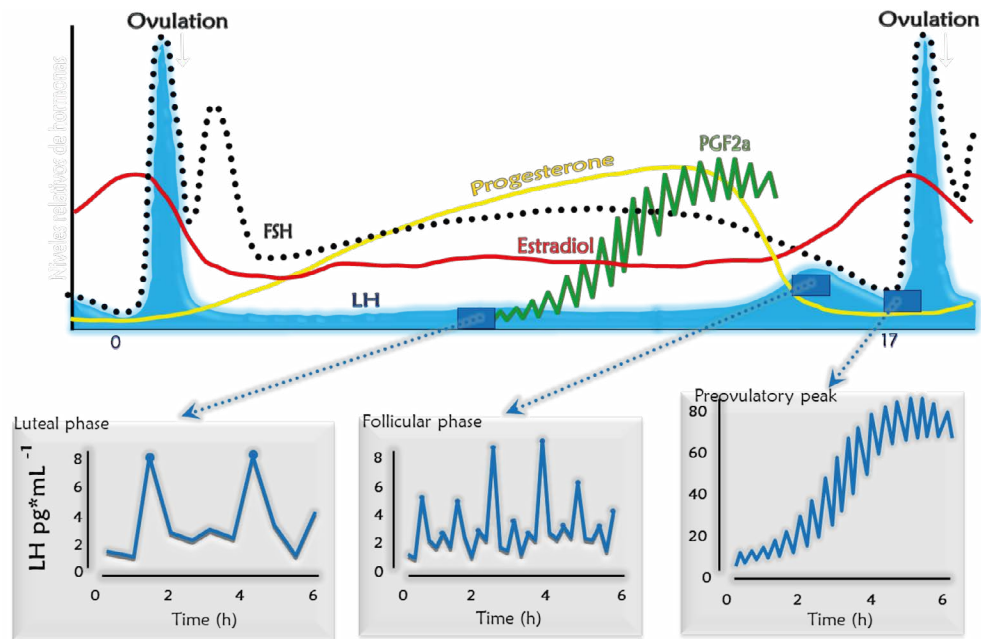 Ovulation
Ovulation
Niveles relativos de hormonas
PGF2a
Progesterone
FSH
Estradiol
LH
0
17
Luteal phase
LH pg*mL -1
8
6
4
2
0
0 2 4 6
Time (h)
Follicular phase
8
6
4
2
0
0 2 4 6
Time (h)
Preovulatory peak
80
60
40
20
0
0 2 4 6
Time (h)